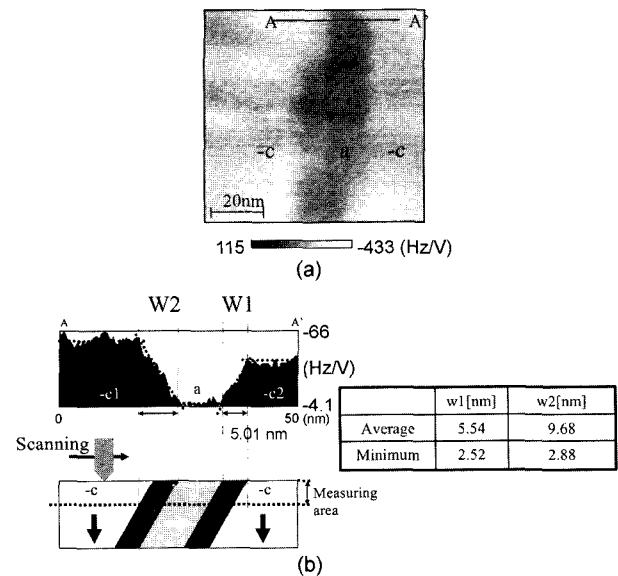 A A'
-c a -c
20nm
115 -433 (Hz/V)
(a)
W2 W1
A A'
-66
(Hz/V)
-c1 a -c2
-4.1
0 50 (nm)
5.01 nm
w1[nm] w2[nm]
Average 5.54 9.68
Minimum 2.52 2.88
Scanning
-c -c
Measuring
area
(b)